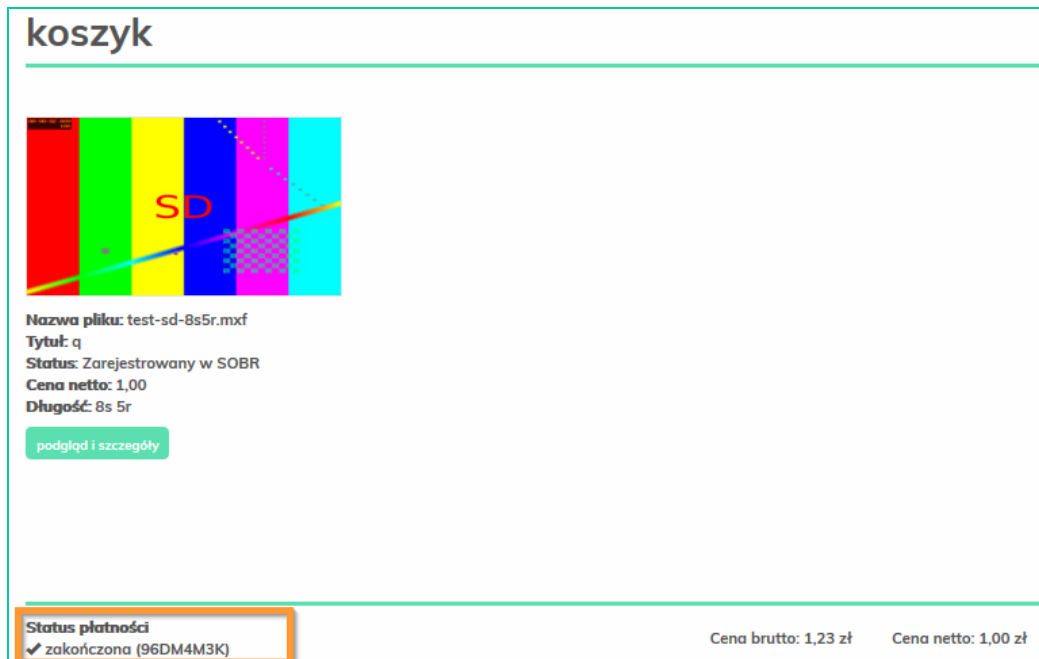 koszyk
SD
Nazwa pliku: test-sd-8s5r.mxf
Tytuł: q
Status: Zarejestrowany w SOBR
Cena netto: 1,00
Długość: 8s 5r
podgląd i szczegóły
Status płatności
✔ zakończona (96DM4M3K)
Cena brutto: 1,23 zł Cena netto: 1,00 zł